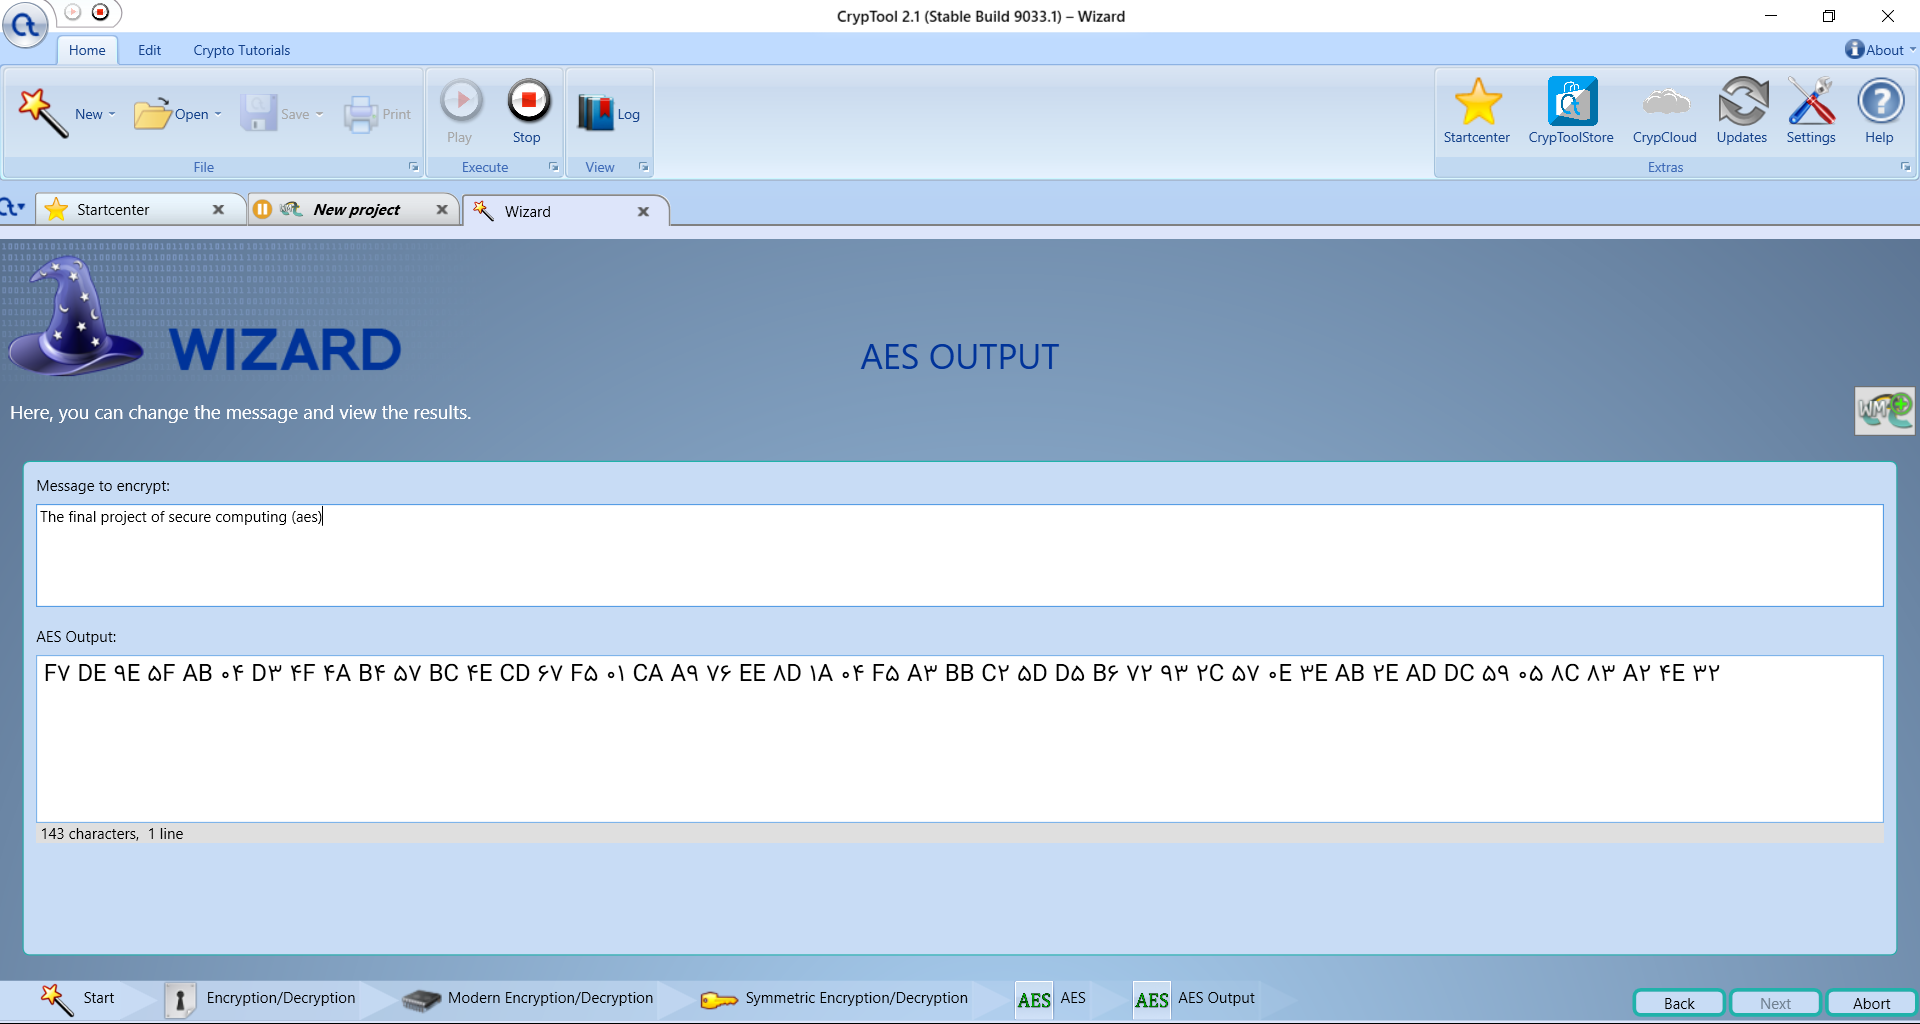 CrypTool 2.1 (Stable Build 9033.1) – Wizard
Home Edit Crypto Tutorials About
New Open Save Print Play Stop Log Startcenter CrypToolStore CrypCloud Updates Settings Help
File Execute View Extras
Startcenter New project Wizard
WIZARD
AES OUTPUT
Here, you can change the message and view the results.
WM
Message to encrypt:
The final project of secure computing (aes)
AES Output:
F۷ DE ۹E ۵F AB ۰۴ D۳ ۴F ۴A B۴ ۵۷ BC ۴E CD ۶۷ F۵ ۰۱ CA A۹ ۷۶ EE ۸D ۱A ۰۴ F۵ A۳ BB C۲ ۵D D۵ B۶ ۷۲ ۹۳ ۲C ۵۷ ۰E ۳E AB ۲E AD DC ۵۹ ۰۵ ۸C ۸۳ A۲ ۴E ۳۲
143 characters, 1 line
Start Encryption/Decryption Modern Encryption/Decryption Symmetric Encryption/Decryption AES AES AES AES Output
Back Next Abort